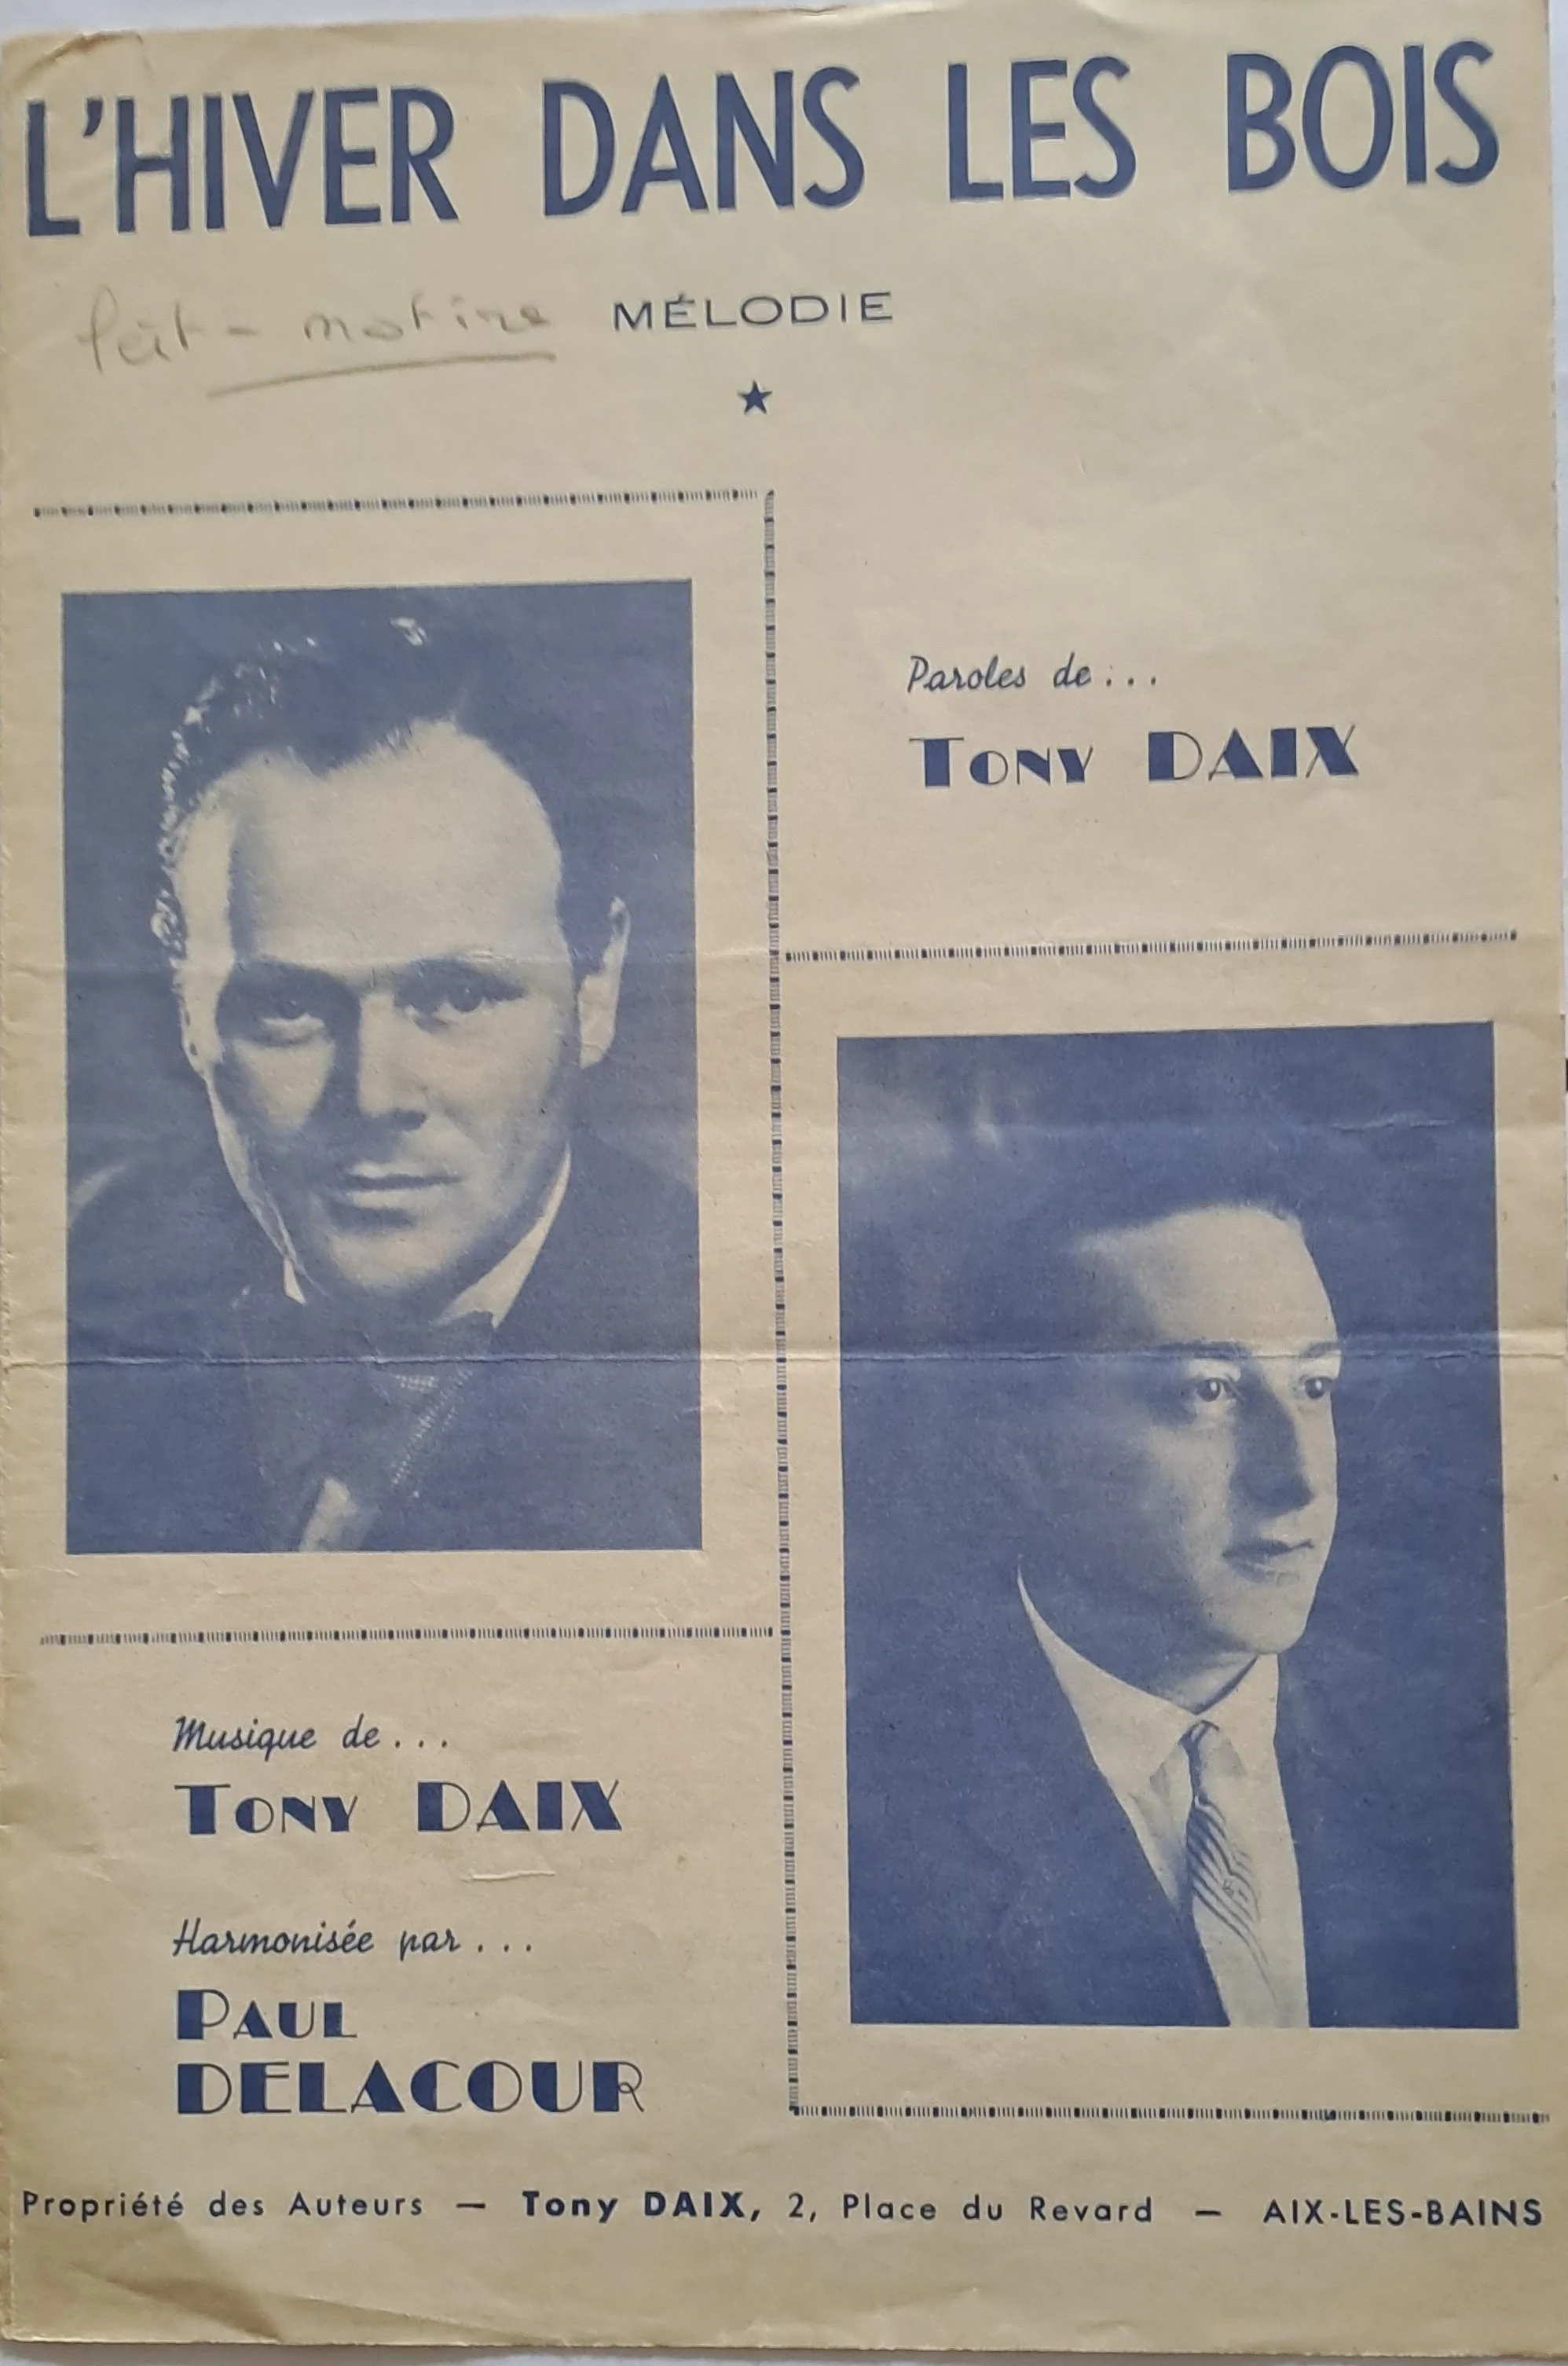 L'HIVER DANS LES BOIS
MÉLODIE
Paroles de...
TONY DAIX
Musique de...
TONY DAIX
Harmonisée par...
PAUL
DELACOUR
Propriété des Auteurs — Tony DAIX, 2, Place du Revard — AIX-LES-BAINS